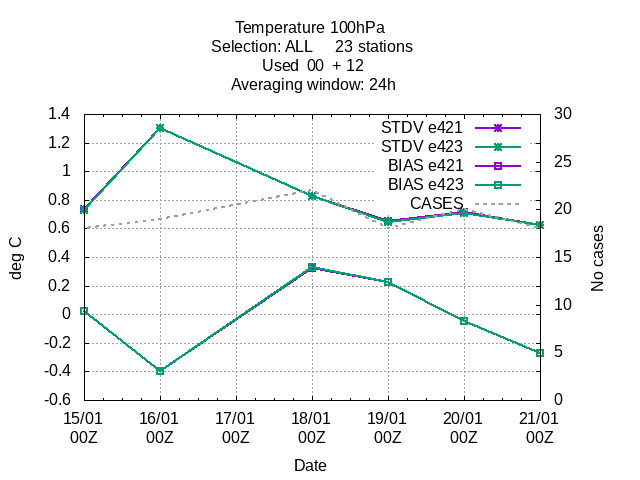 Temperature 100hPa
Selection: ALL     23 stations
Used  00  + 12
Averaging window: 24h
STDV e421
STDV e423
BIAS e421
BIAS e423
CASES
deg C
1.4
1.2
1
0.8
0.6
0.4
0.2
0
-0.2
-0.4
-0.6
30
25
20
15
10
5
0
No cases
15/01 16/01 17/01 18/01 19/01 20/01 21/01
00Z 00Z 00Z 00Z 00Z 00Z 00Z
Date